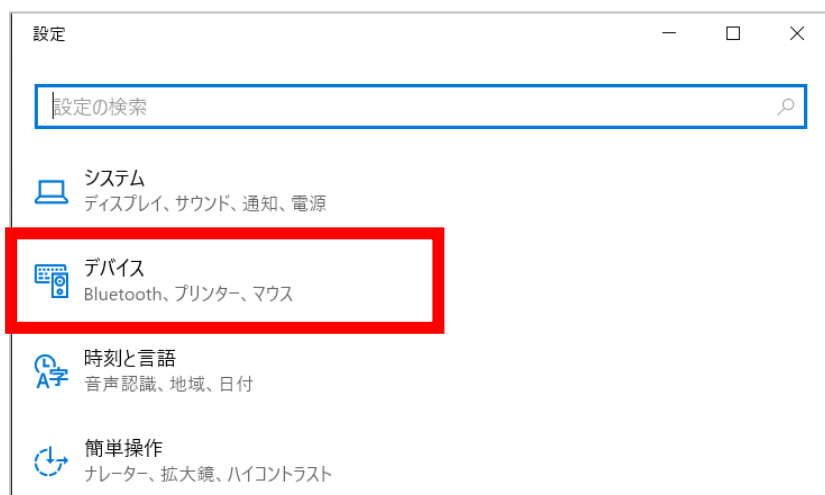 設定
設定の検索
システム
ディスプレイ、サウンド、通知、電源
デバイス
Bluetooth、プリンター、マウス
時刻と言語
音声認識、地域、日付
簡単操作
ナレーター、拡大鏡、ハイコントラスト